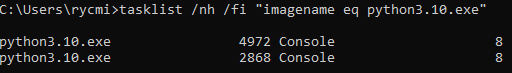 C:\Users\rycmi>tasklist /nh /fi "imagename eq python3.10.exe"
python3.10.exe 4972 Console 8
python3.10.exe 2868 Console 8